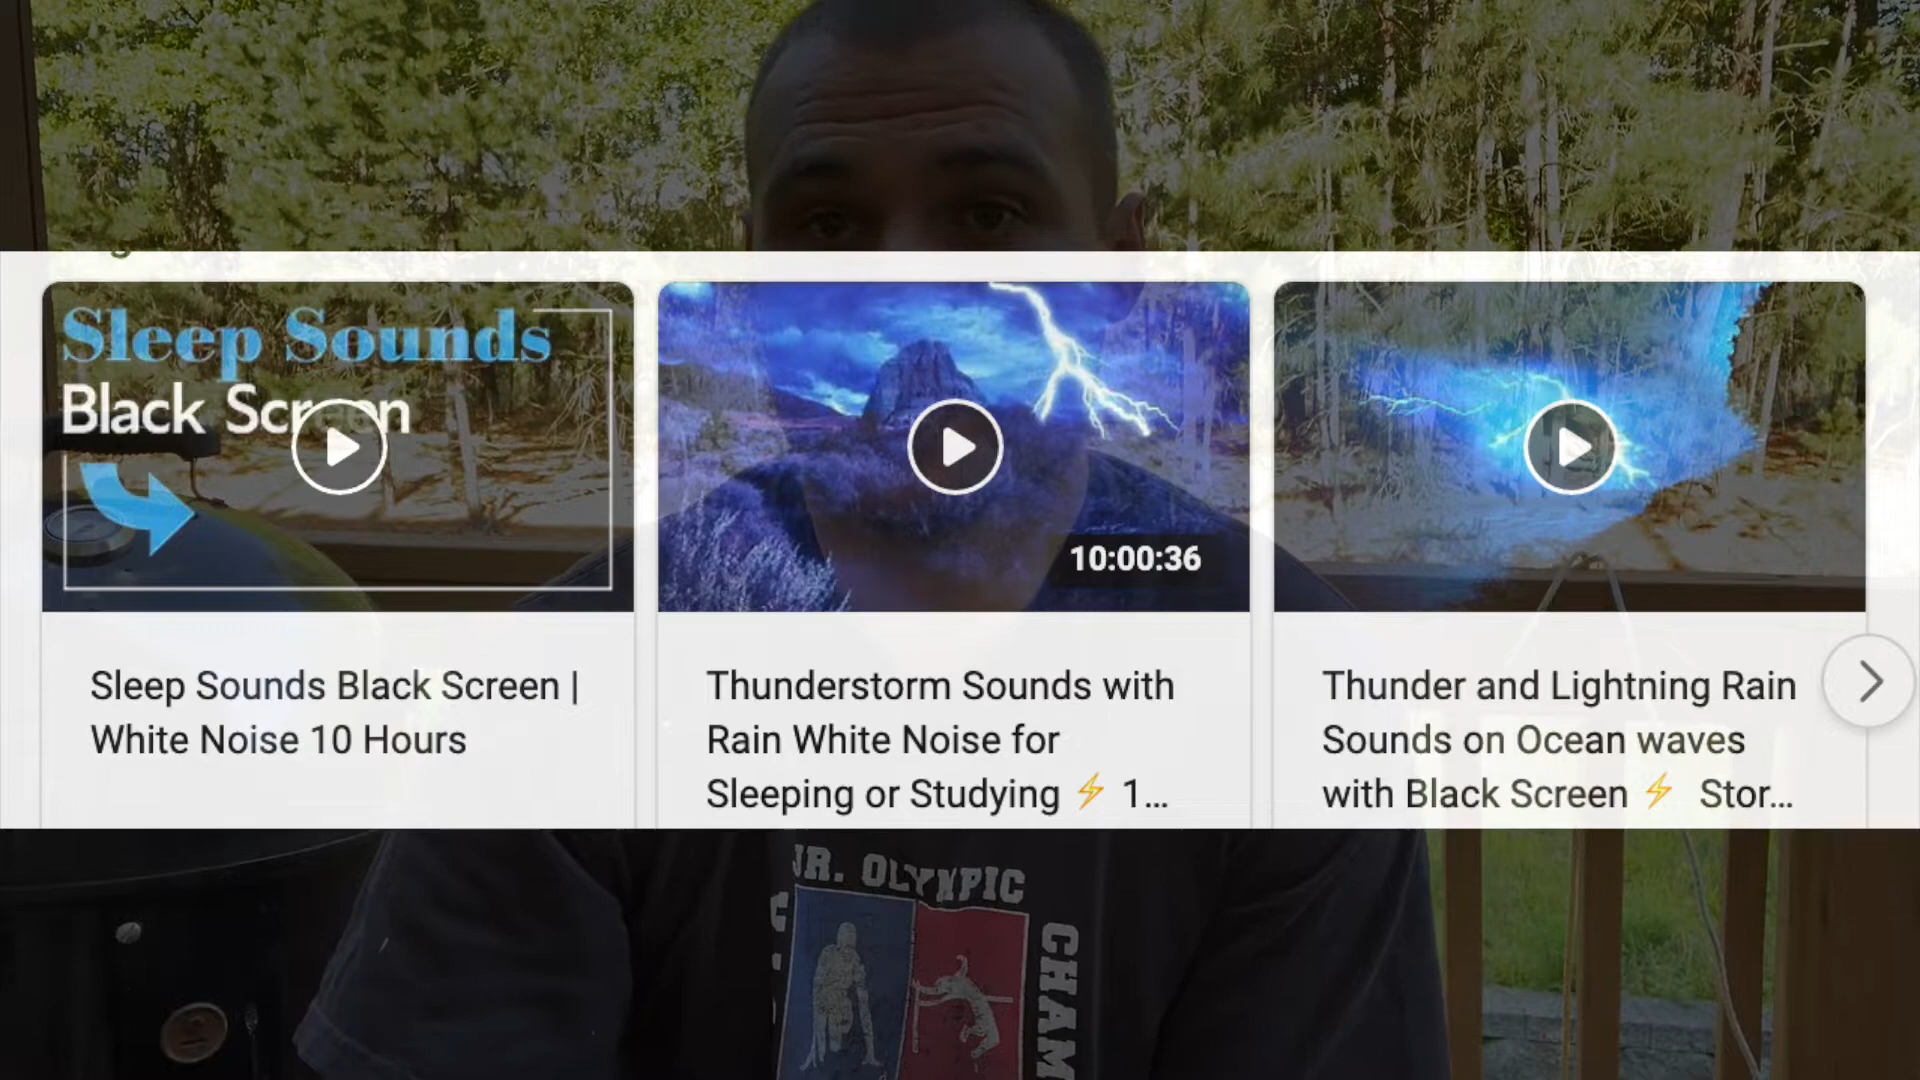 Sleep Sounds
Black Screen
10:00:36
Sleep Sounds Black Screen |
White Noise 10 Hours
Thunderstorm Sounds with
Rain White Noise for
Sleeping or Studying ⚡ 1...
Thunder and Lightning Rain
Sounds on Ocean waves
with Black Screen ⚡ Stor...
JR. OLYMPIC
CHAM